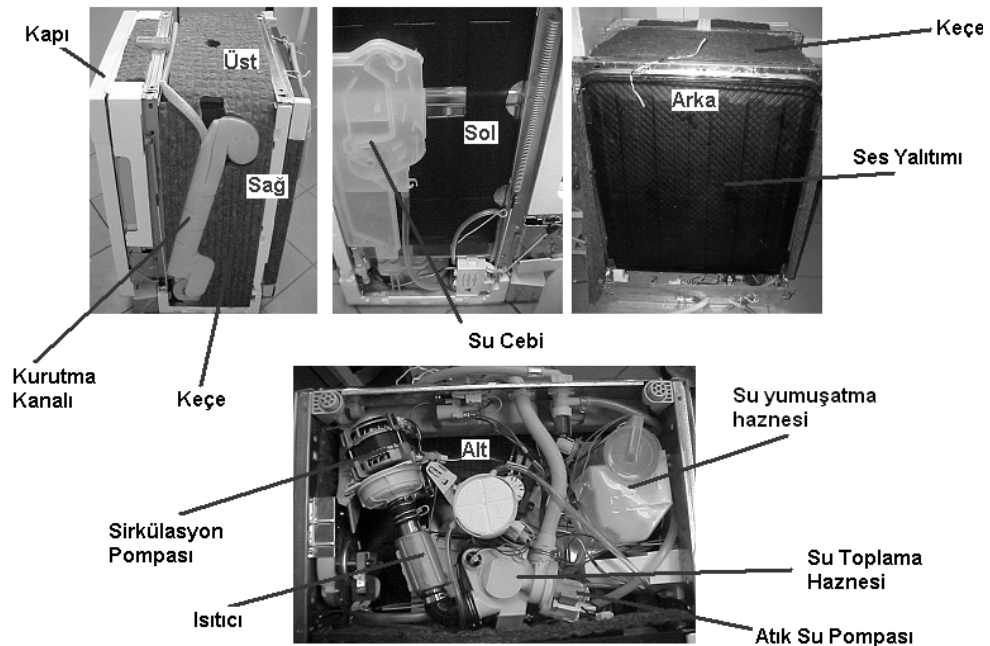 Kapı
Üst
Sağ
Sol
Arka
Keçe
Ses Yalıtımı
Su Cebi
Kurutma
Kanalı
Keçe
Su yumuşatma
haznesi
Alt
Sirkülasyon
Pompası
Su Toplama
Haznesi
Isıtıcı
Atık Su Pompası